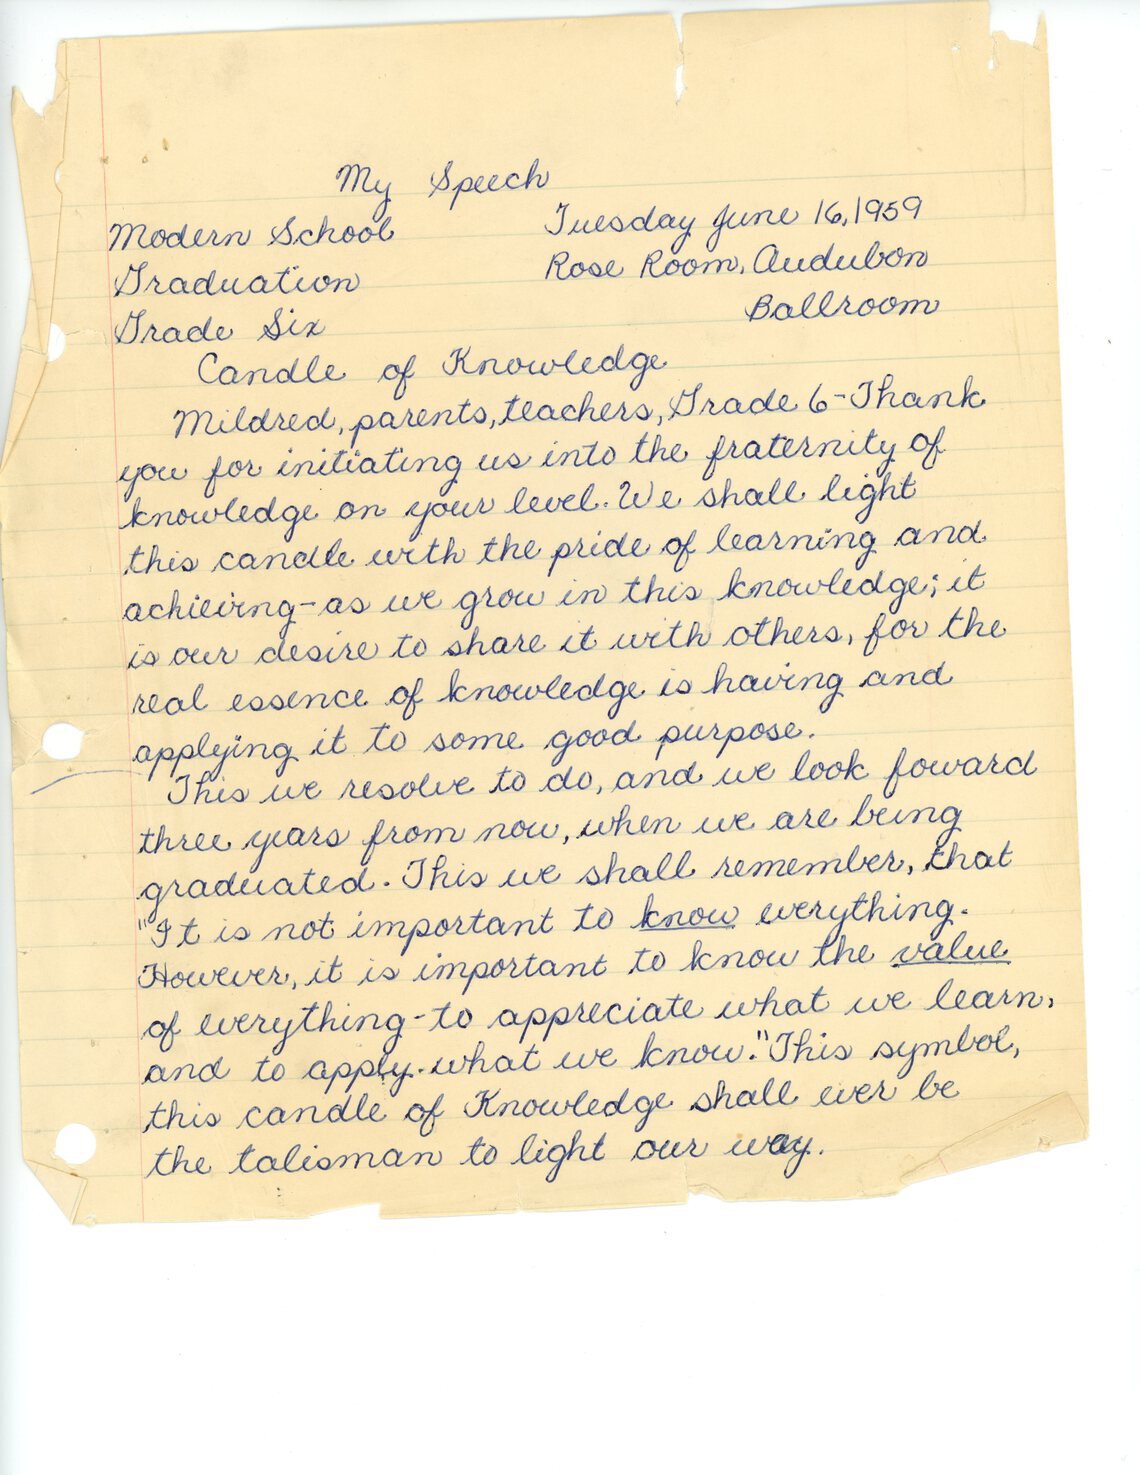 My Speech
Modern School
Tuesday June 16, 1959
Graduation
Rose Room, Audubon
Grade Six
Ballroom
Candle of Knowledge
Mildred, parents, teachers, Grade 6 - Thank
you for initiating us into the fraternity of
knowledge on your level. We shall light
this candle with the pride of learning and
achieving - as we grow in this knowledge; it
is our desire to share it with others, for the
real essence of knowledge is having and
applying it to some good purpose.
This we resolve to do, and we look foward
three years from now, when we are being
graduated. This we shall remember, that
"It is not important to know everything.
However, it is important to know the value
of everything - to appreciate what we learn,
and to apply what we know." This symbol,
this candle of Knowledge shall ever be
the talisman to light our way.